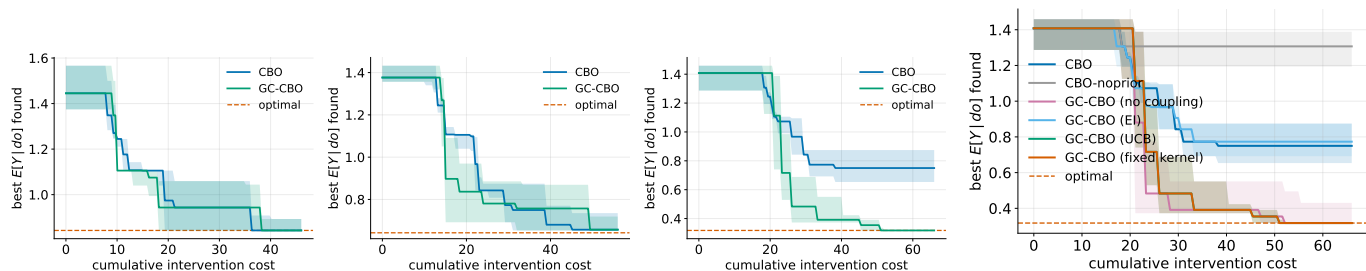 1.6
1.4
1.2
1.0
best E[Y | do] found
CBO
GC-CBO
optimal
0 10 20 30 40
cumulative intervention cost
1.4
1.2
1.0
0.8
best E[Y | do] found
CBO
GC-CBO
optimal
0 20 40
cumulative intervention cost
1.4
1.2
1.0
0.8
0.6
0.4
best E[Y | do] found
CBO
GC-CBO
optimal
0 20 40 60
cumulative intervention cost
1.4
1.2
1.0
0.8
0.6
0.4
best E[Y | do] found
CBO
CBO-noprior
GC-CBO (no coupling)
GC-CBO (EI)
GC-CBO (UCB)
GC-CBO (fixed kernel)
optimal
0 10 20 30 40 50 60
cumulative intervention cost